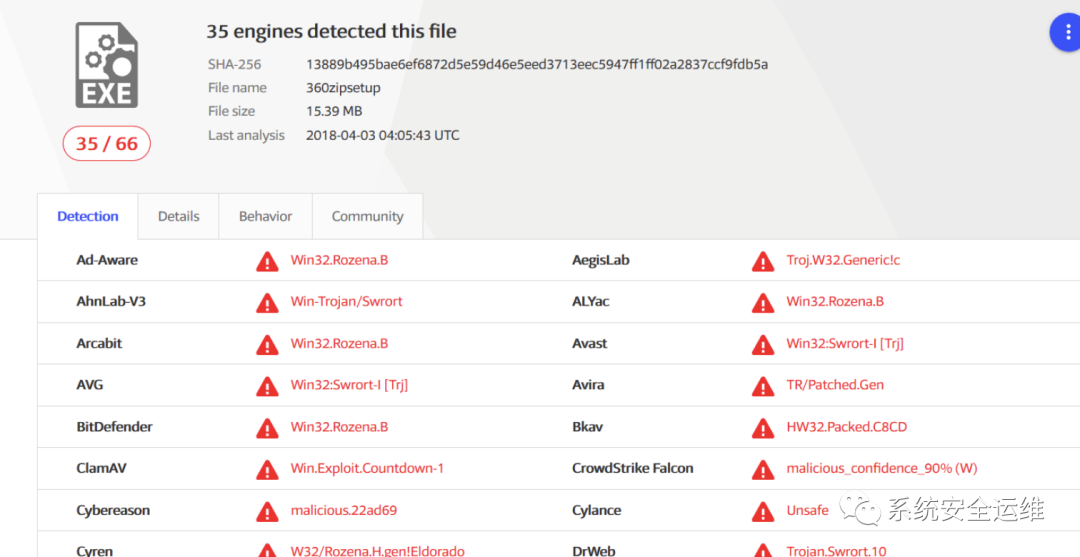 35 engines detected this file
SHA-256 13889b495bae6ef6872d5e59d46e5eed3713eec5947ff1ff02a2837ccf9fdb5a
File name 360zipsetup
File size 15.39 MB
Last analysis 2018-04-03 04:05:43 UTC
EXE
35 / 66
Detection Details Behavior Community
Ad-Aware Win32.Rozena.B AegisLab Troj.W32.Generic!c
AhnLab-V3 Win-Trojan/Swrort ALYac Win32.Rozena.B
Arcabit Win32.Rozena.B Avast Win32:Swrort-I [Trj]
AVG Win32:Swrort-I [Trj] Avira TR/Patched.Gen
BitDefender Win32.Rozena.B Bkav HW32.Packed.C8CD
ClamAV Win.Exploit.Countdown-1 CrowdStrike Falcon malicious_confidence_90% (W)
Cybereason malicious.22ad69 Cylance Unsafe
系统安全运维
Cyren W32/Rozena.H.gen!Eldorado DrWeb Trojan.Swrort.10